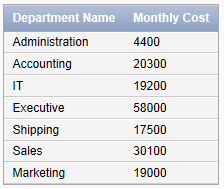 Department Name Monthly Cost
Administration 4400
Accounting 20300
IT 19200
Executive 58000
Shipping 17500
Sales 30100
Marketing 19000